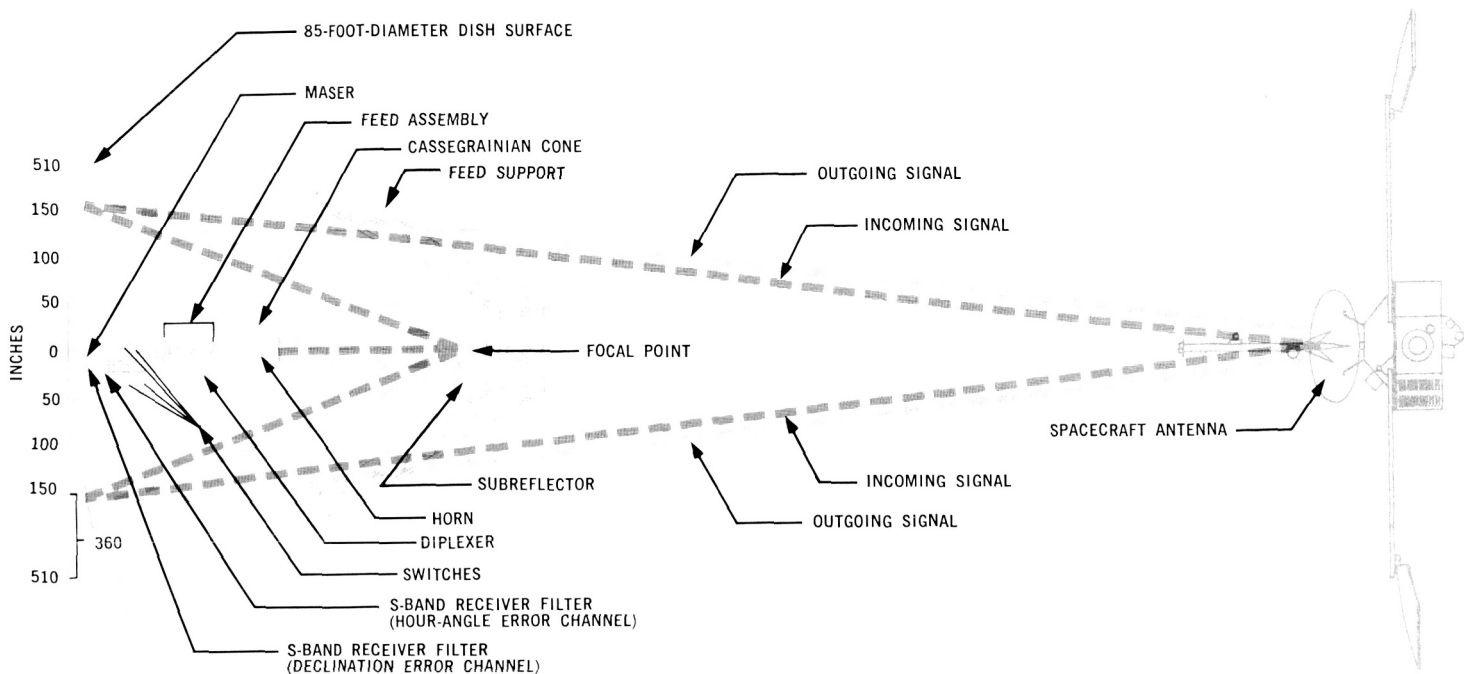 85-FOOT-DIAMETER DISH SURFACE
MASER
FEED ASSEMBLY
CASSEGRAINIAN CONE
FEED SUPPORT
OUTGOING SIGNAL
INCOMING SIGNAL
510
150
100
50
0
50
100
150
360
510
INCHES
FOCAL POINT
SPACECRAFT ANTENNA
SUBREFLECTOR
INCOMING SIGNAL
HORN
OUTGOING SIGNAL
DIPLEXER
SWITCHES
S-BAND RECEIVER FILTER
(HOUR-ANGLE ERROR CHANNEL)
S-BAND RECEIVER FILTER
(DECLINATION ERROR CHANNEL)